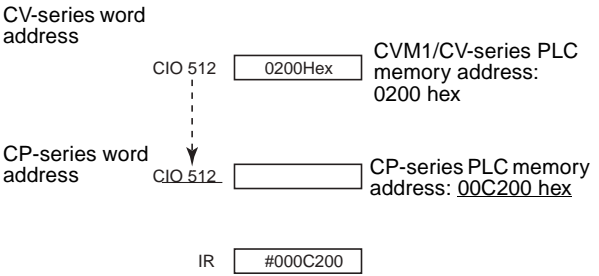 CV-series word
address
CIO 512
0200Hex
CVM1/CV-series PLC
memory address:
0200 hex
CP-series word
address
CIO 512
CP-series PLC memory
address: 00C200 hex
IR
#000C200